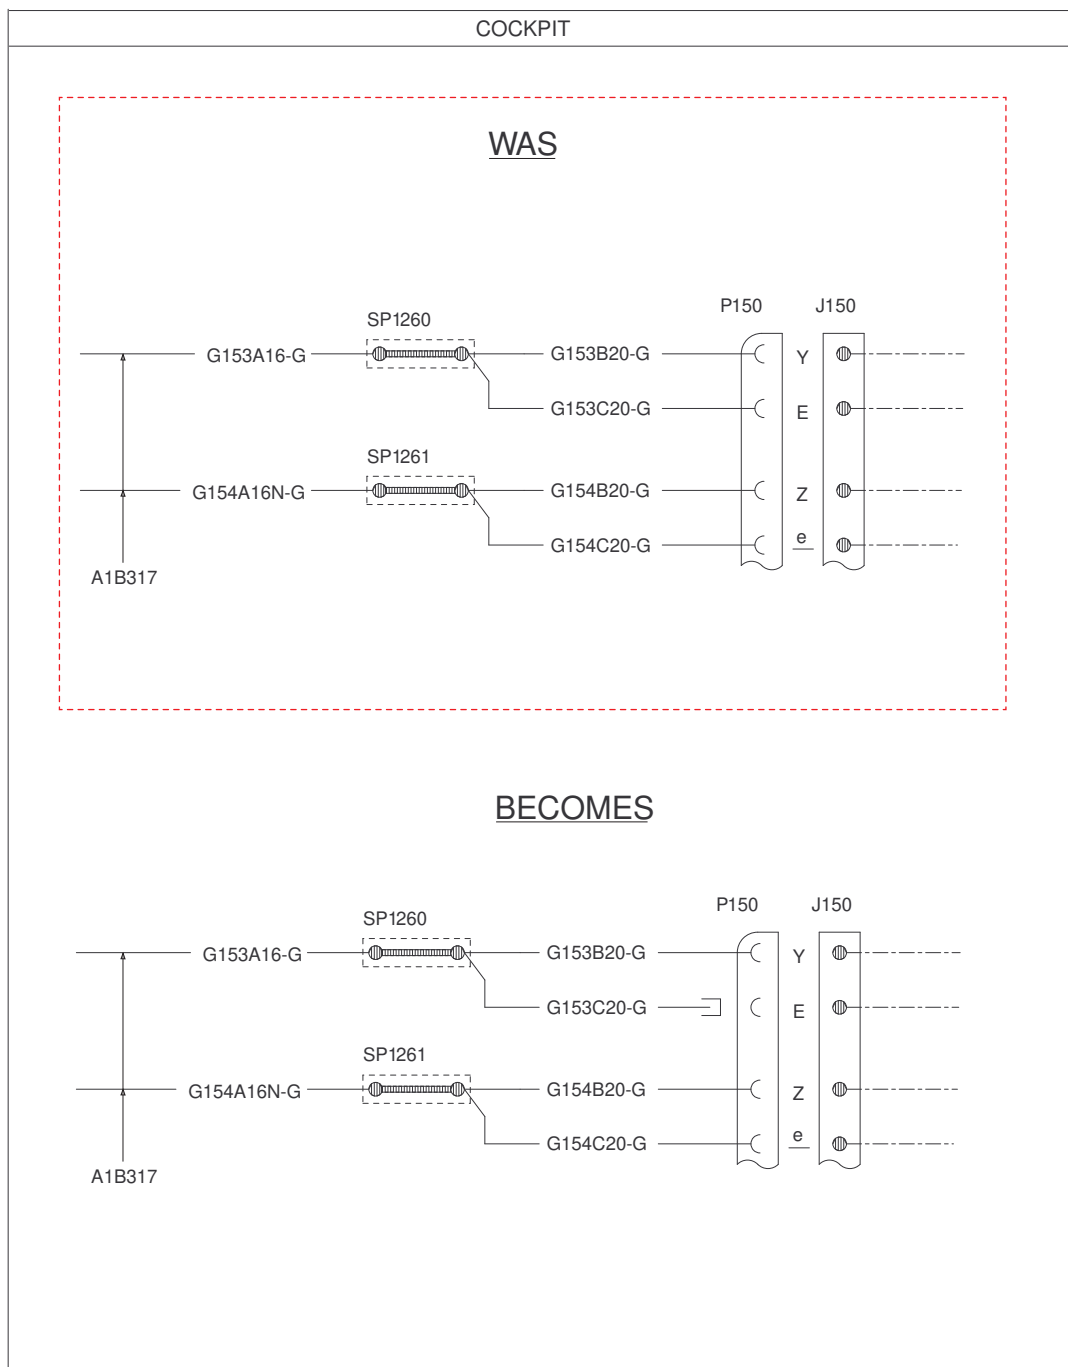 COCKPIT
WAS
P150 J150
SP1260
G153A16-G G153B20-G Y
G153C20-G E
SP1261
G154A16N-G G154B20-G Z
G154C20-G e
A1B317
BECOMES
P150 J150
SP1260
G153A16-G G153B20-G Y
G153C20-G E
SP1261
G154A16N-G G154B20-G Z
G154C20-G e
A1B317